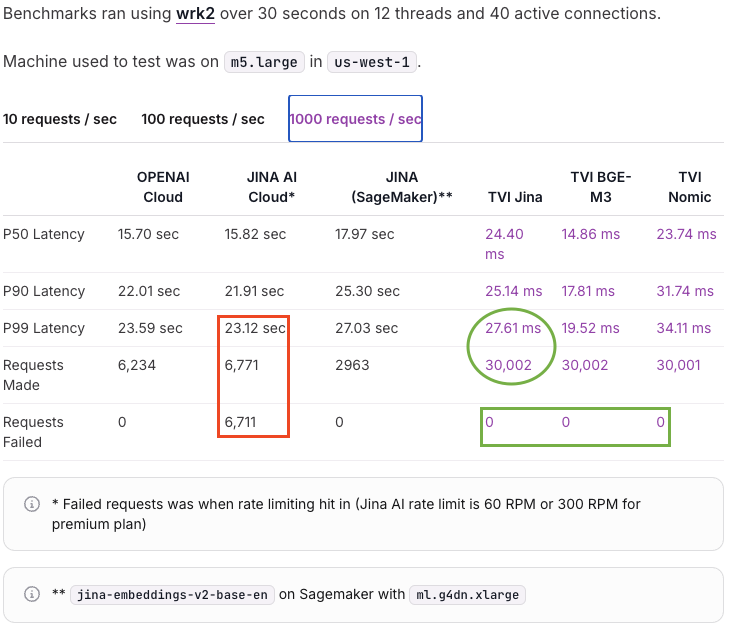 Benchmarks ran using wrk2 over 30 seconds on 12 threads and 40 active connections.
Machine used to test was on m5.large in us-west-1.
10 requests / sec 100 requests / sec 1000 requests / sec
OPENAI Cloud JINA AI Cloud* JINA (SageMaker)** TVI Jina TVI BGE-M3 TVI Nomic
P50 Latency 15.70 sec 15.82 sec 17.97 sec 24.40 ms 14.86 ms 23.74 ms
P90 Latency 22.01 sec 21.91 sec 25.30 sec 25.14 ms 17.81 ms 31.74 ms
P99 Latency 23.59 sec 23.12 sec 27.03 sec 27.61 ms 19.52 ms 34.11 ms
Requests Made 6,234 6,771 2963 30,002 30,002 30,001
Requests Failed 0 6,711 0 0 0 0
* Failed requests was when rate limiting hit in (Jina AI rate limit is 60 RPM or 300 RPM for
premium plan)
** jina-embeddings-v2-base-en on Sagemaker with ml.g4dn.xlarge